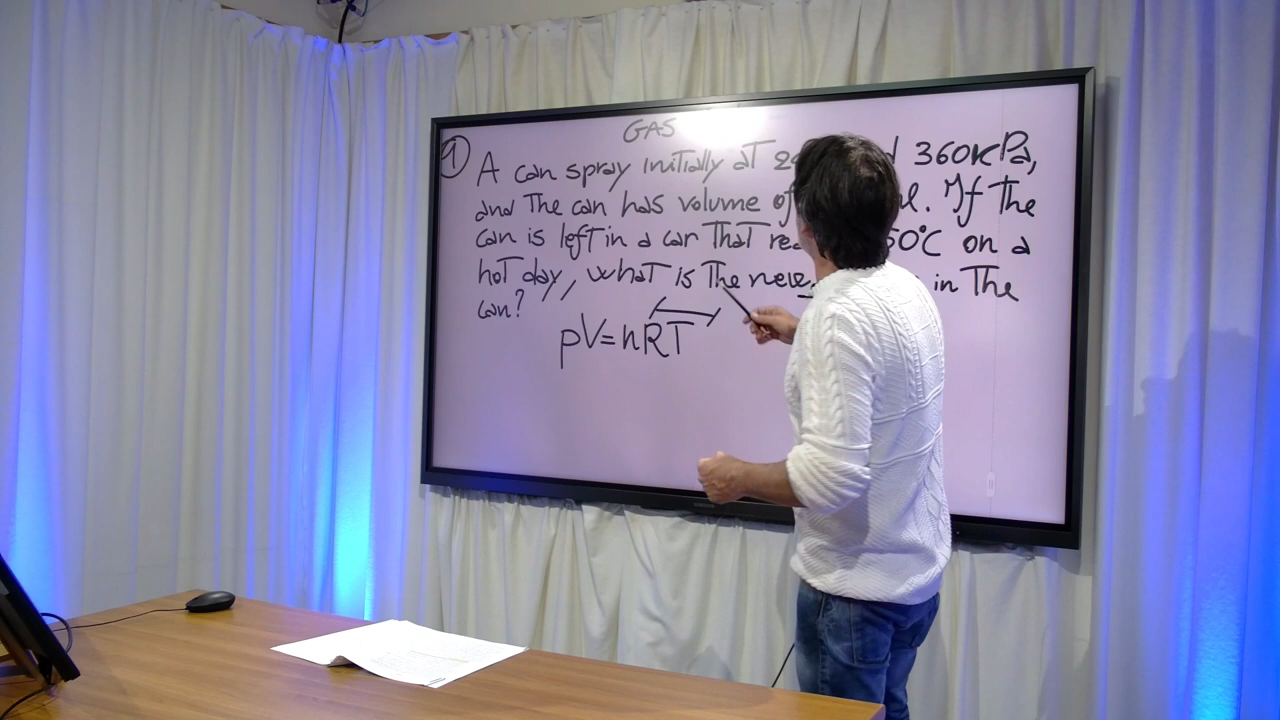 GAS
1 A can spray initially at 360kPa,
and The can has volume of . If The
can is left in a car That 50°C on a
hot day, what is The in The
can?
pV=nRT